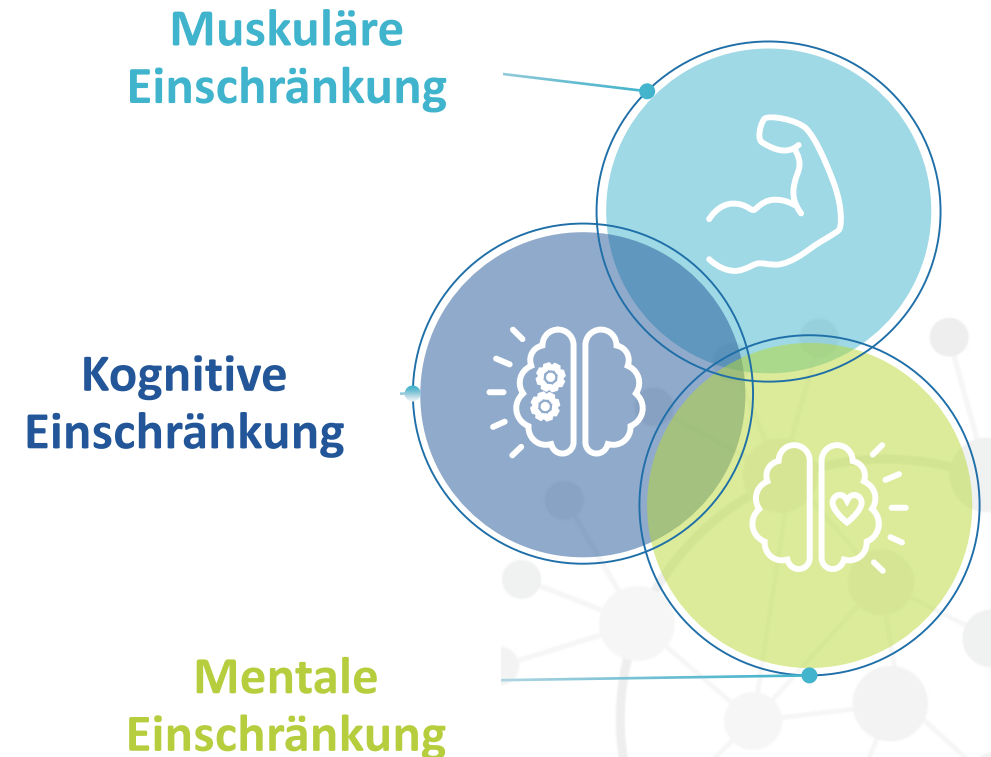 Muskuläre
Einschränkung
Kognitive
Einschränkung
Mentale
Einschränkung